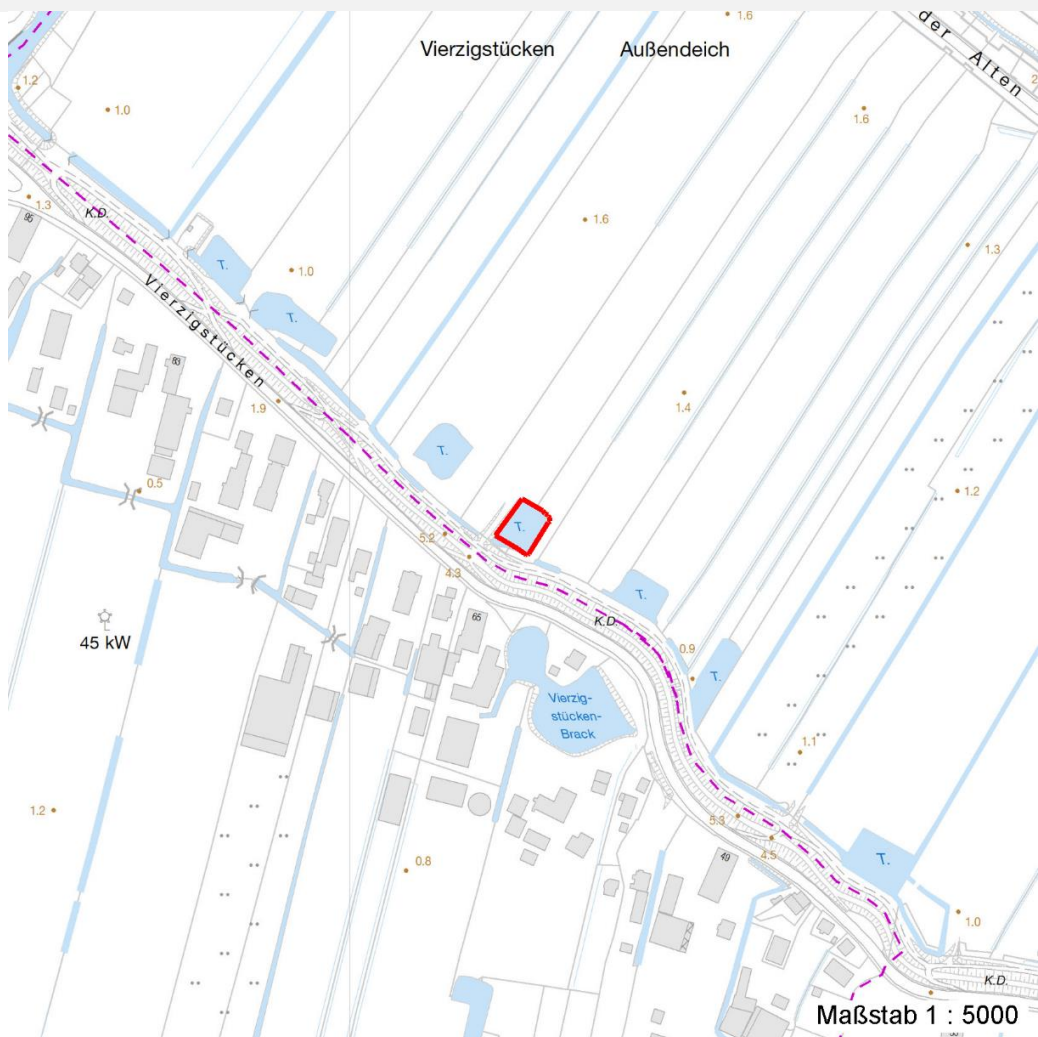 Vierzigstücken Außendeich
1.6
der Alten
2
1.2
1.0
1.6
1.3
K.D.
95
1.6
1.3
T.
1.0
Vierzigstücken
T.
83
1.9
1.4
T.
0.5
1.2
T.
5.2
4.3
T.
65
K.D.
45 kW
0.9
T.
Vierzig-
stücken-
Brack
1.1
1.2
5.3
4.5
0.8
49
T.
1.0
K.D.
Maßstab 1 : 5000